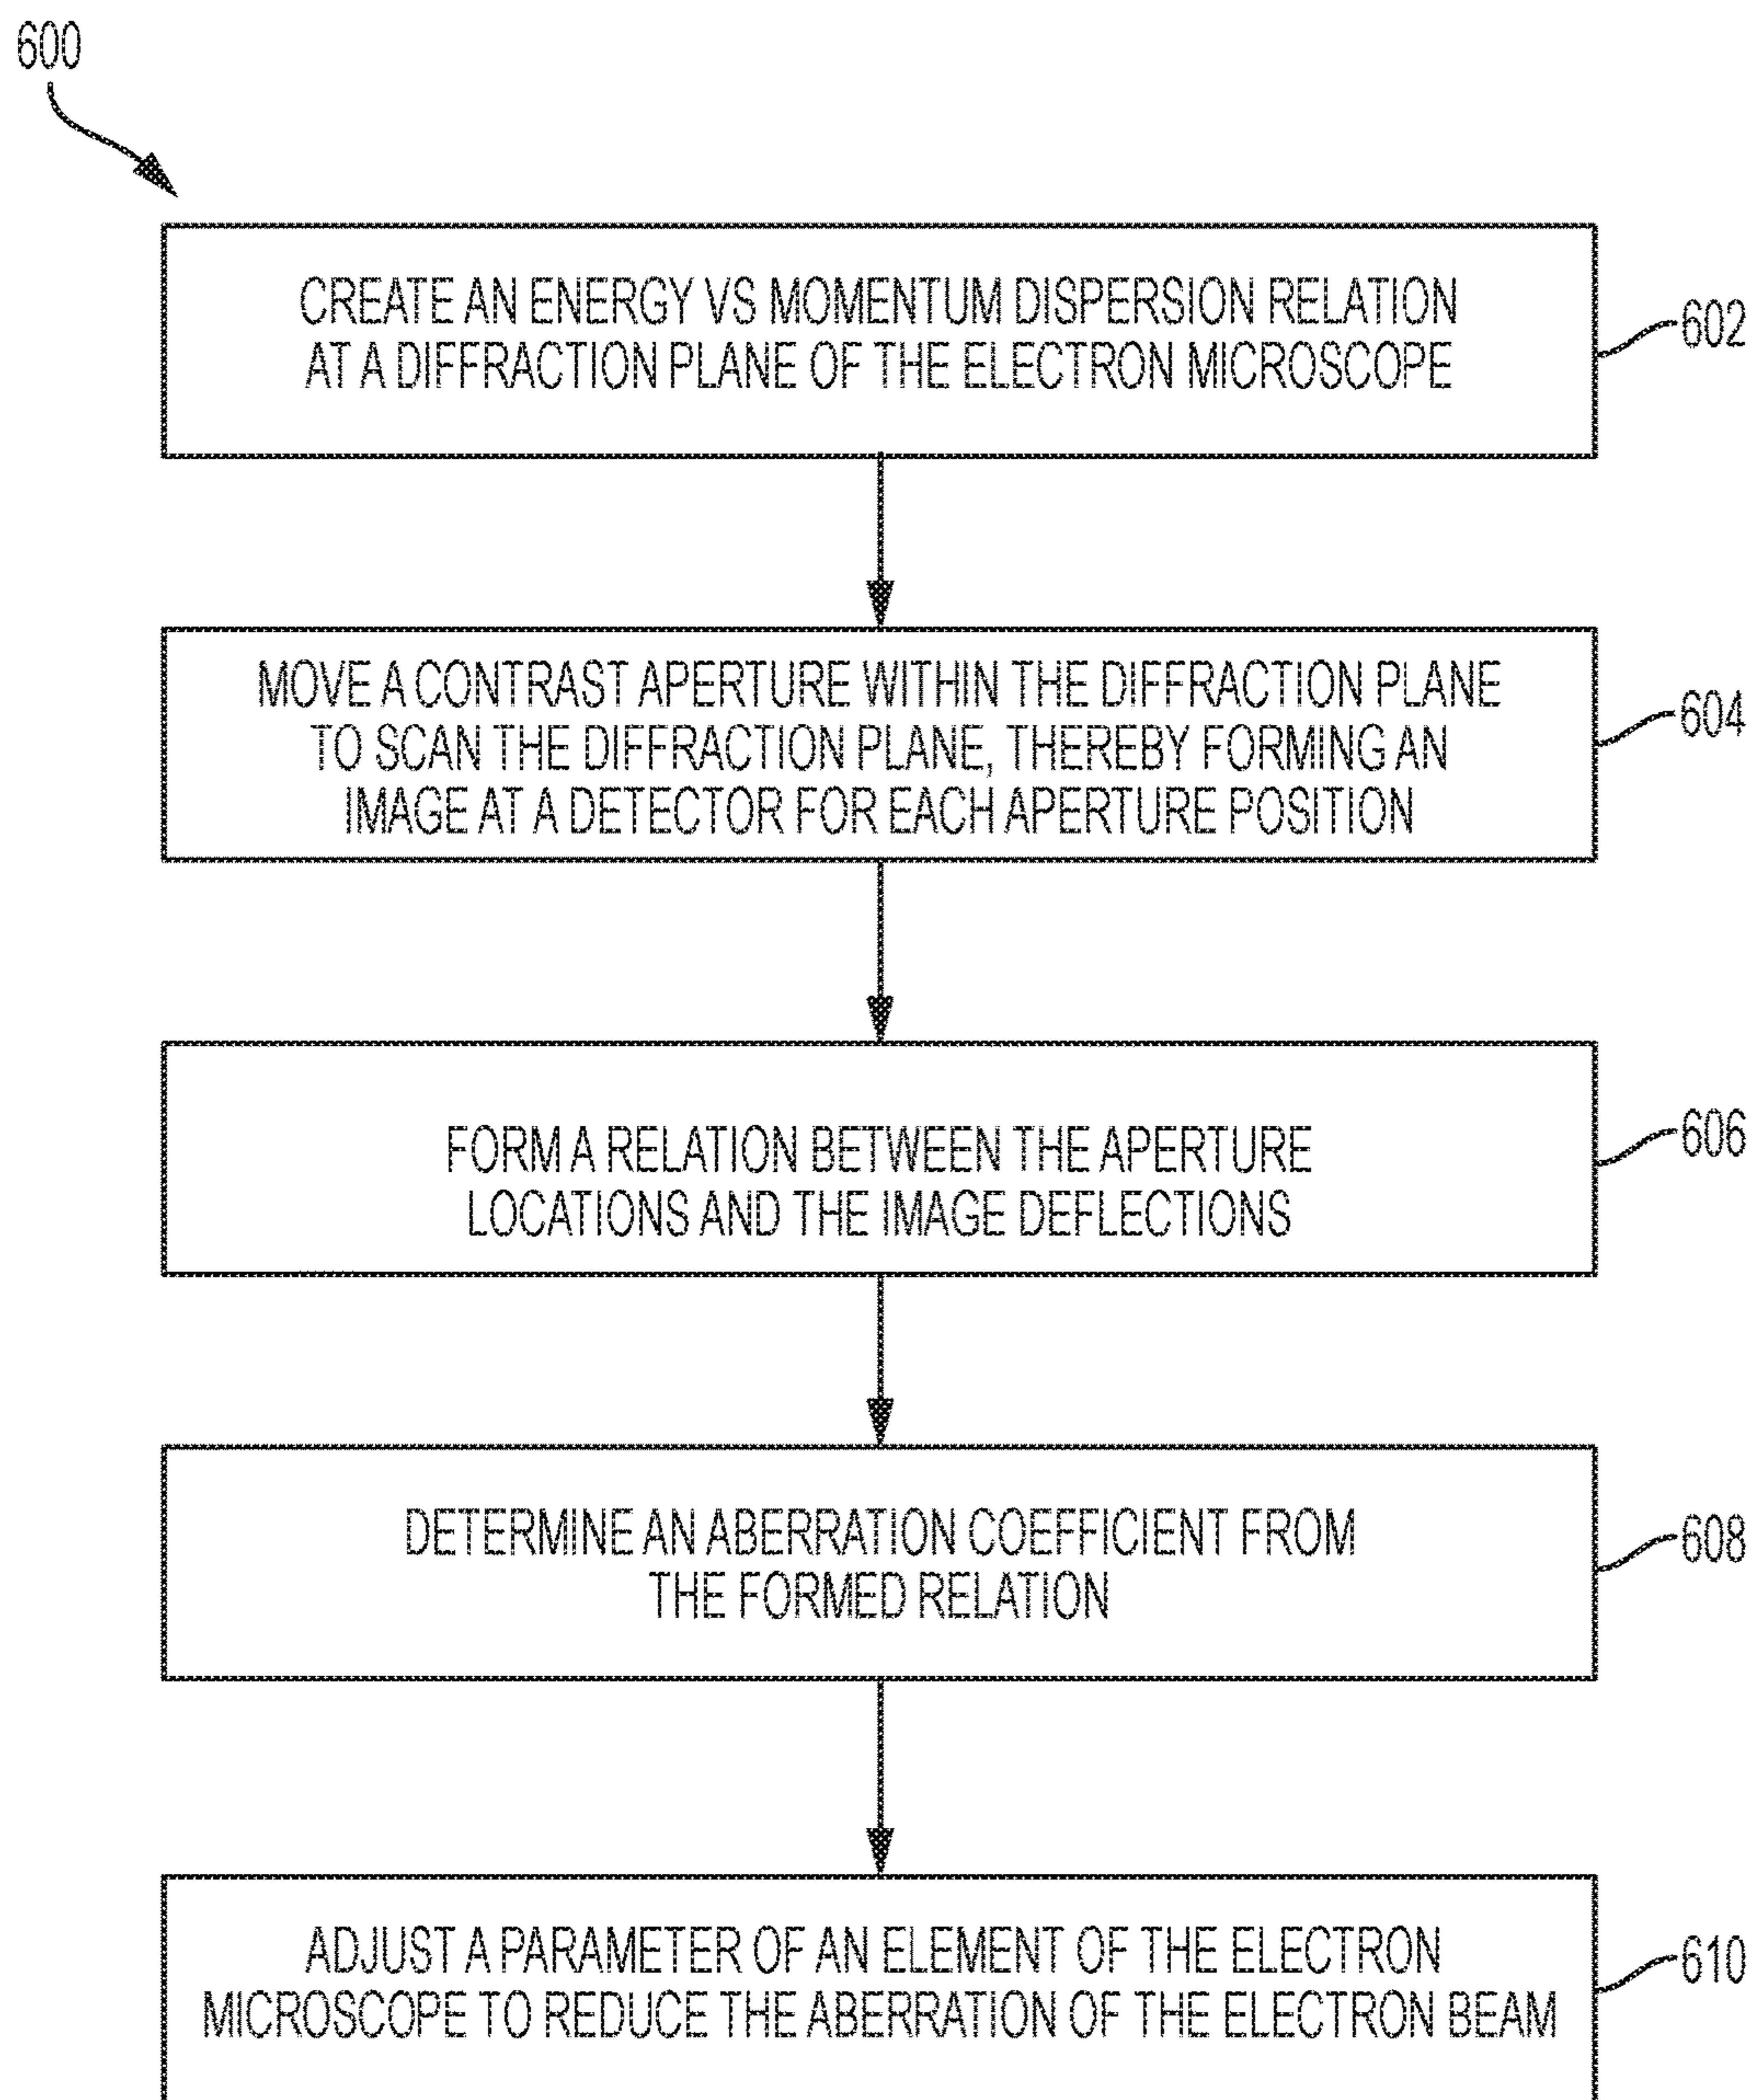 600
CREATE AN ENERGY VS MOMENTUM DISPERSION RELATION
AT A DIFFRACTION PLANE OF THE ELECTRON MICROSCOPE
602
MOVE A CONTRAST APERTURE WITHIN THE DIFFRACTION PLANE
TO SCAN THE DIFFRACTION PLANE, THEREBY FORMING AN
IMAGE AT A DETECTOR FOR EACH APERTURE POSITION
604
FORM A RELATION BETWEEN THE APERTURE
LOCATIONS AND THE IMAGE DEFLECTIONS
606
DETERMINE AN ABERRATION COEFFICIENT FROM
THE FORMED RELATION
608
ADJUST A PARAMETER OF AN ELEMENT OF THE ELECTRON
MICROSCOPE TO REDUCE THE ABERRATION OF THE ELECTRON BEAM
610